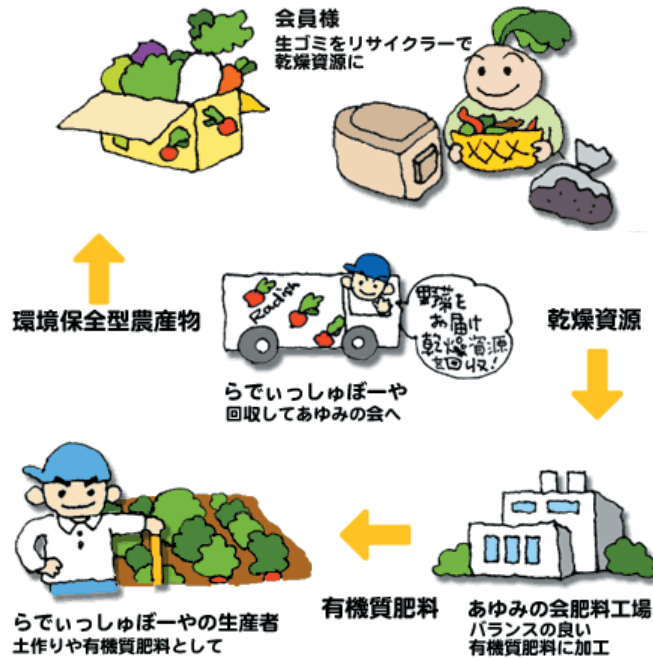 会員様
生ゴミをリサイクラーで
乾燥資源に
環境保全型農産物
Radish
野菜を
お届け
乾燥資源
を回収!
乾燥資源
らでぃっしゅぼーや
回収してあゆみの会へ
らでぃっしゅぼーやの生産者
土作りや有機質肥料として
有機質肥料
あゆみの会肥料工場
バランスの良い
有機質肥料に加工